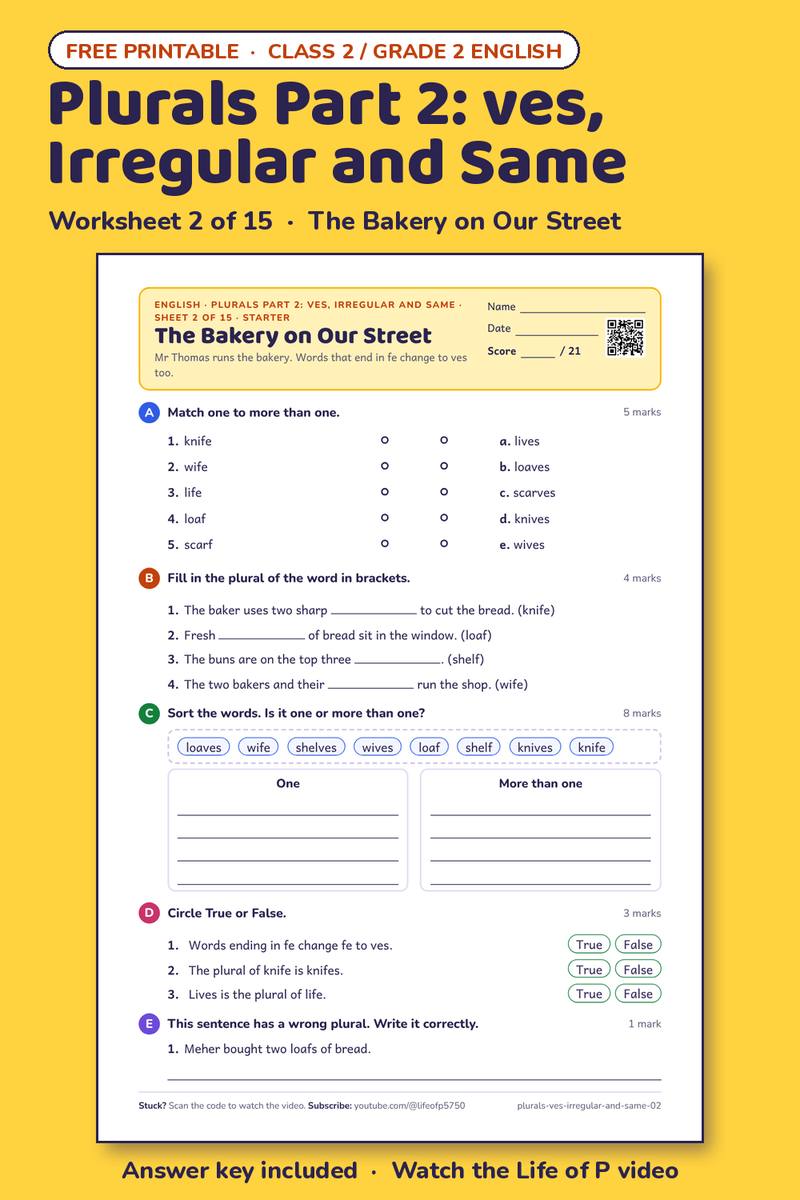 FREE PRINTABLE · CLASS 2 / GRADE 2 ENGLISH
Plurals Part 2: ves,
Irregular and Same
Worksheet 2 of 15 · The Bakery on Our Street
ENGLISH · PLURALS PART 2: VES, IRREGULAR AND SAME ·
SHEET 2 OF 15 · STARTER
The Bakery on Our Street
Mr Thomas runs the bakery. Words that end in fe change to ves
too.
Name
Date
Score / 21
A Match one to more than one. 5 marks
1. knife a. lives
2. wife b. loaves
3. life c. scarves
4. loaf d. knives
5. scarf e. wives
B Fill in the plural of the word in brackets. 4 marks
1. The baker uses two sharp ____ to cut the bread. (knife)
2. Fresh ____ of bread sit in the window. (loaf)
3. The buns are on the top three ____. (shelf)
4. The two bakers and their ____ run the shop. (wife)
C Sort the words. Is it one or more than one? 8 marks
loaves wife shelves wives loaf shelf knives knife
One More than one
D Circle True or False. 3 marks
1. Words ending in fe change fe to ves. True False
2. The plural of knife is knifes. True False
3. Lives is the plural of life. True False
E This sentence has a wrong plural. Write it correctly. 1 mark
1. Meher bought two loafs of bread.
Stuck? Scan the code to watch the video. Subscribe: youtube.com/@lifeofp5750 plurals-ves-irregular-and-same-02
Answer key included · Watch the Life of P video